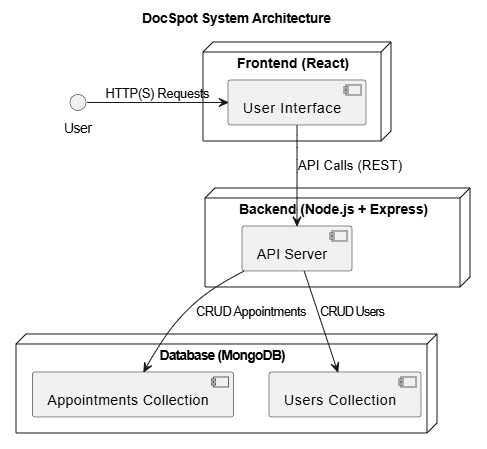 DocSpot System Architecture
Frontend (React)
HTTP(S) Requests
User Interface
User
API Calls (REST)
Backend (Node.js + Express)
API Server
CRUD Appointments
CRUD Users
Database (MongoDB)
Appointments Collection
Users Collection